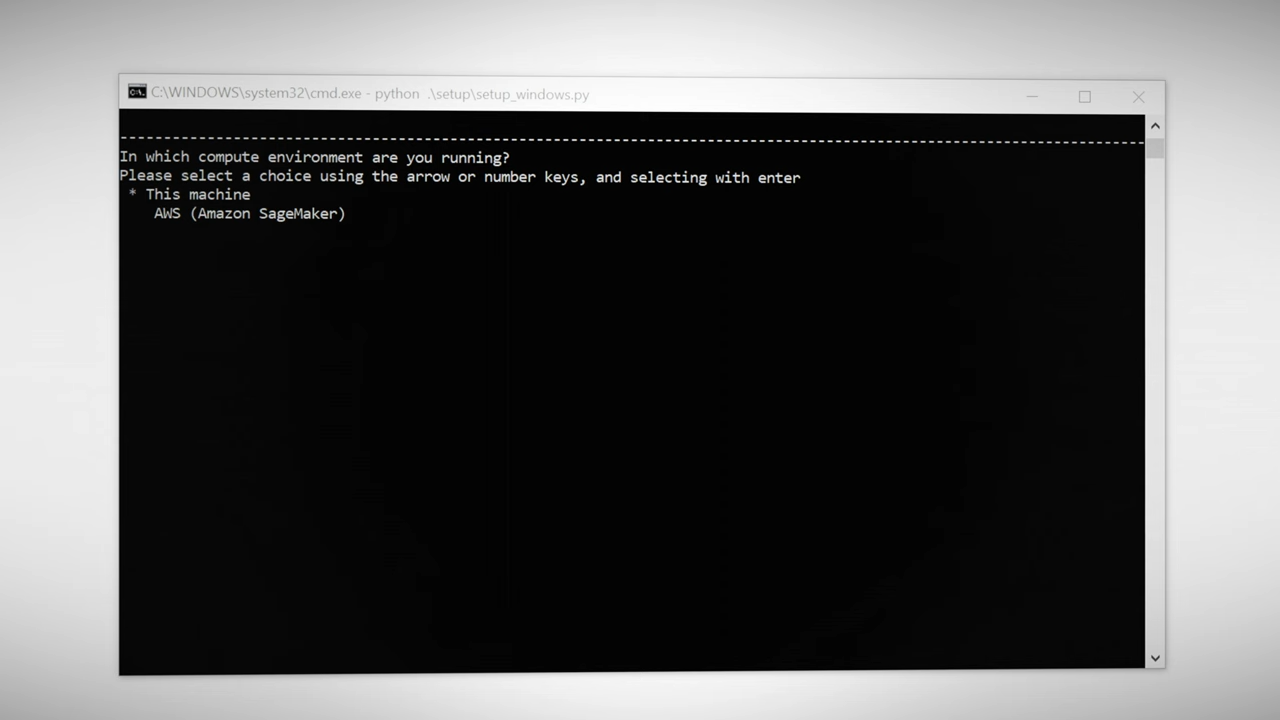 C:\WINDOWS\system32\cmd.exe - python .\setup\setup_windows.py
In which compute environment are you running?
Please select a choice using the arrow or number keys, and selecting with enter
* This machine
AWS (Amazon SageMaker)